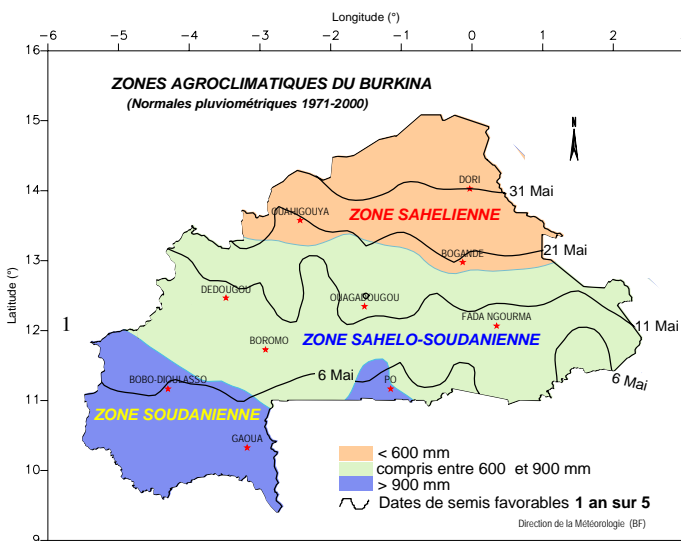 Longitude (°)
−6 −5 −4 −3 −2 −1 0 1 2 3
16
ZONES AGROCLIMATIQUES DU BURKINA
(Normales pluviométriques 1971-2000)
N
15
14
DORI
31 Mai
OUAHIGOUYA
ZONE SAHELIENNE
21 Mai
13
BOGANDE
Latitude (°)
DEDOUGOU
OUAGADOUGOU
FADA NGOURMA
11 Mai
1
12
BOROMO
ZONE SAHELO-SOUDANIENNE
6 Mai
BOBO-DIOULASSO
PO
6 Mai
11
ZONE SOUDANIENNE
GAOUA
< 600 mm
compris entre 600 et 900 mm
10
> 900 mm
Dates de semis favorables 1 an sur 5
Direction de la Météorologie (BF)
9